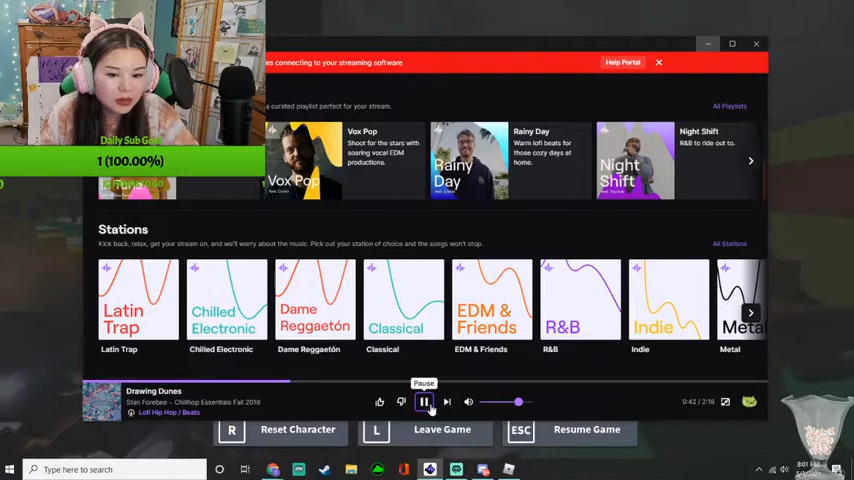 es connecting to your streaming software
Help Portal
a curated playlist perfect for your stream.
All Playlists
Daily Sub Goal
1 (100.00%)
Vox Pop
Shoot for the stars with
soaring vocal EDM
productions.
Vox Pop
Rainy Day
Warm lofi beats for
those cozy days at
home.
Rainy
Day
Night Shift
R&B to ride out to.
Night
Shift
Stations
Kick back, relax, get your stream on, and we'll worry about the music. Pick out your station of choice and the songs won't stop.
All Stations
Latin
Trap
Chilled
Electronic
Dame
Reggaetón
Classical
EDM &
Friends
R&B
Indie
Metal
Latin Trap
Chilled Electronic
Dame Reggaetón
Classical
EDM & Friends
R&B
Indie
Metal
Pause
Drawing Dunes
Stan Forebee - Chillhop Essentials Fall 2018
Lofi Hip Hop / Beats
0:42 / 2:18
R Reset Character
L Leave Game
ESC Resume Game
Type here to search
8:01 PM